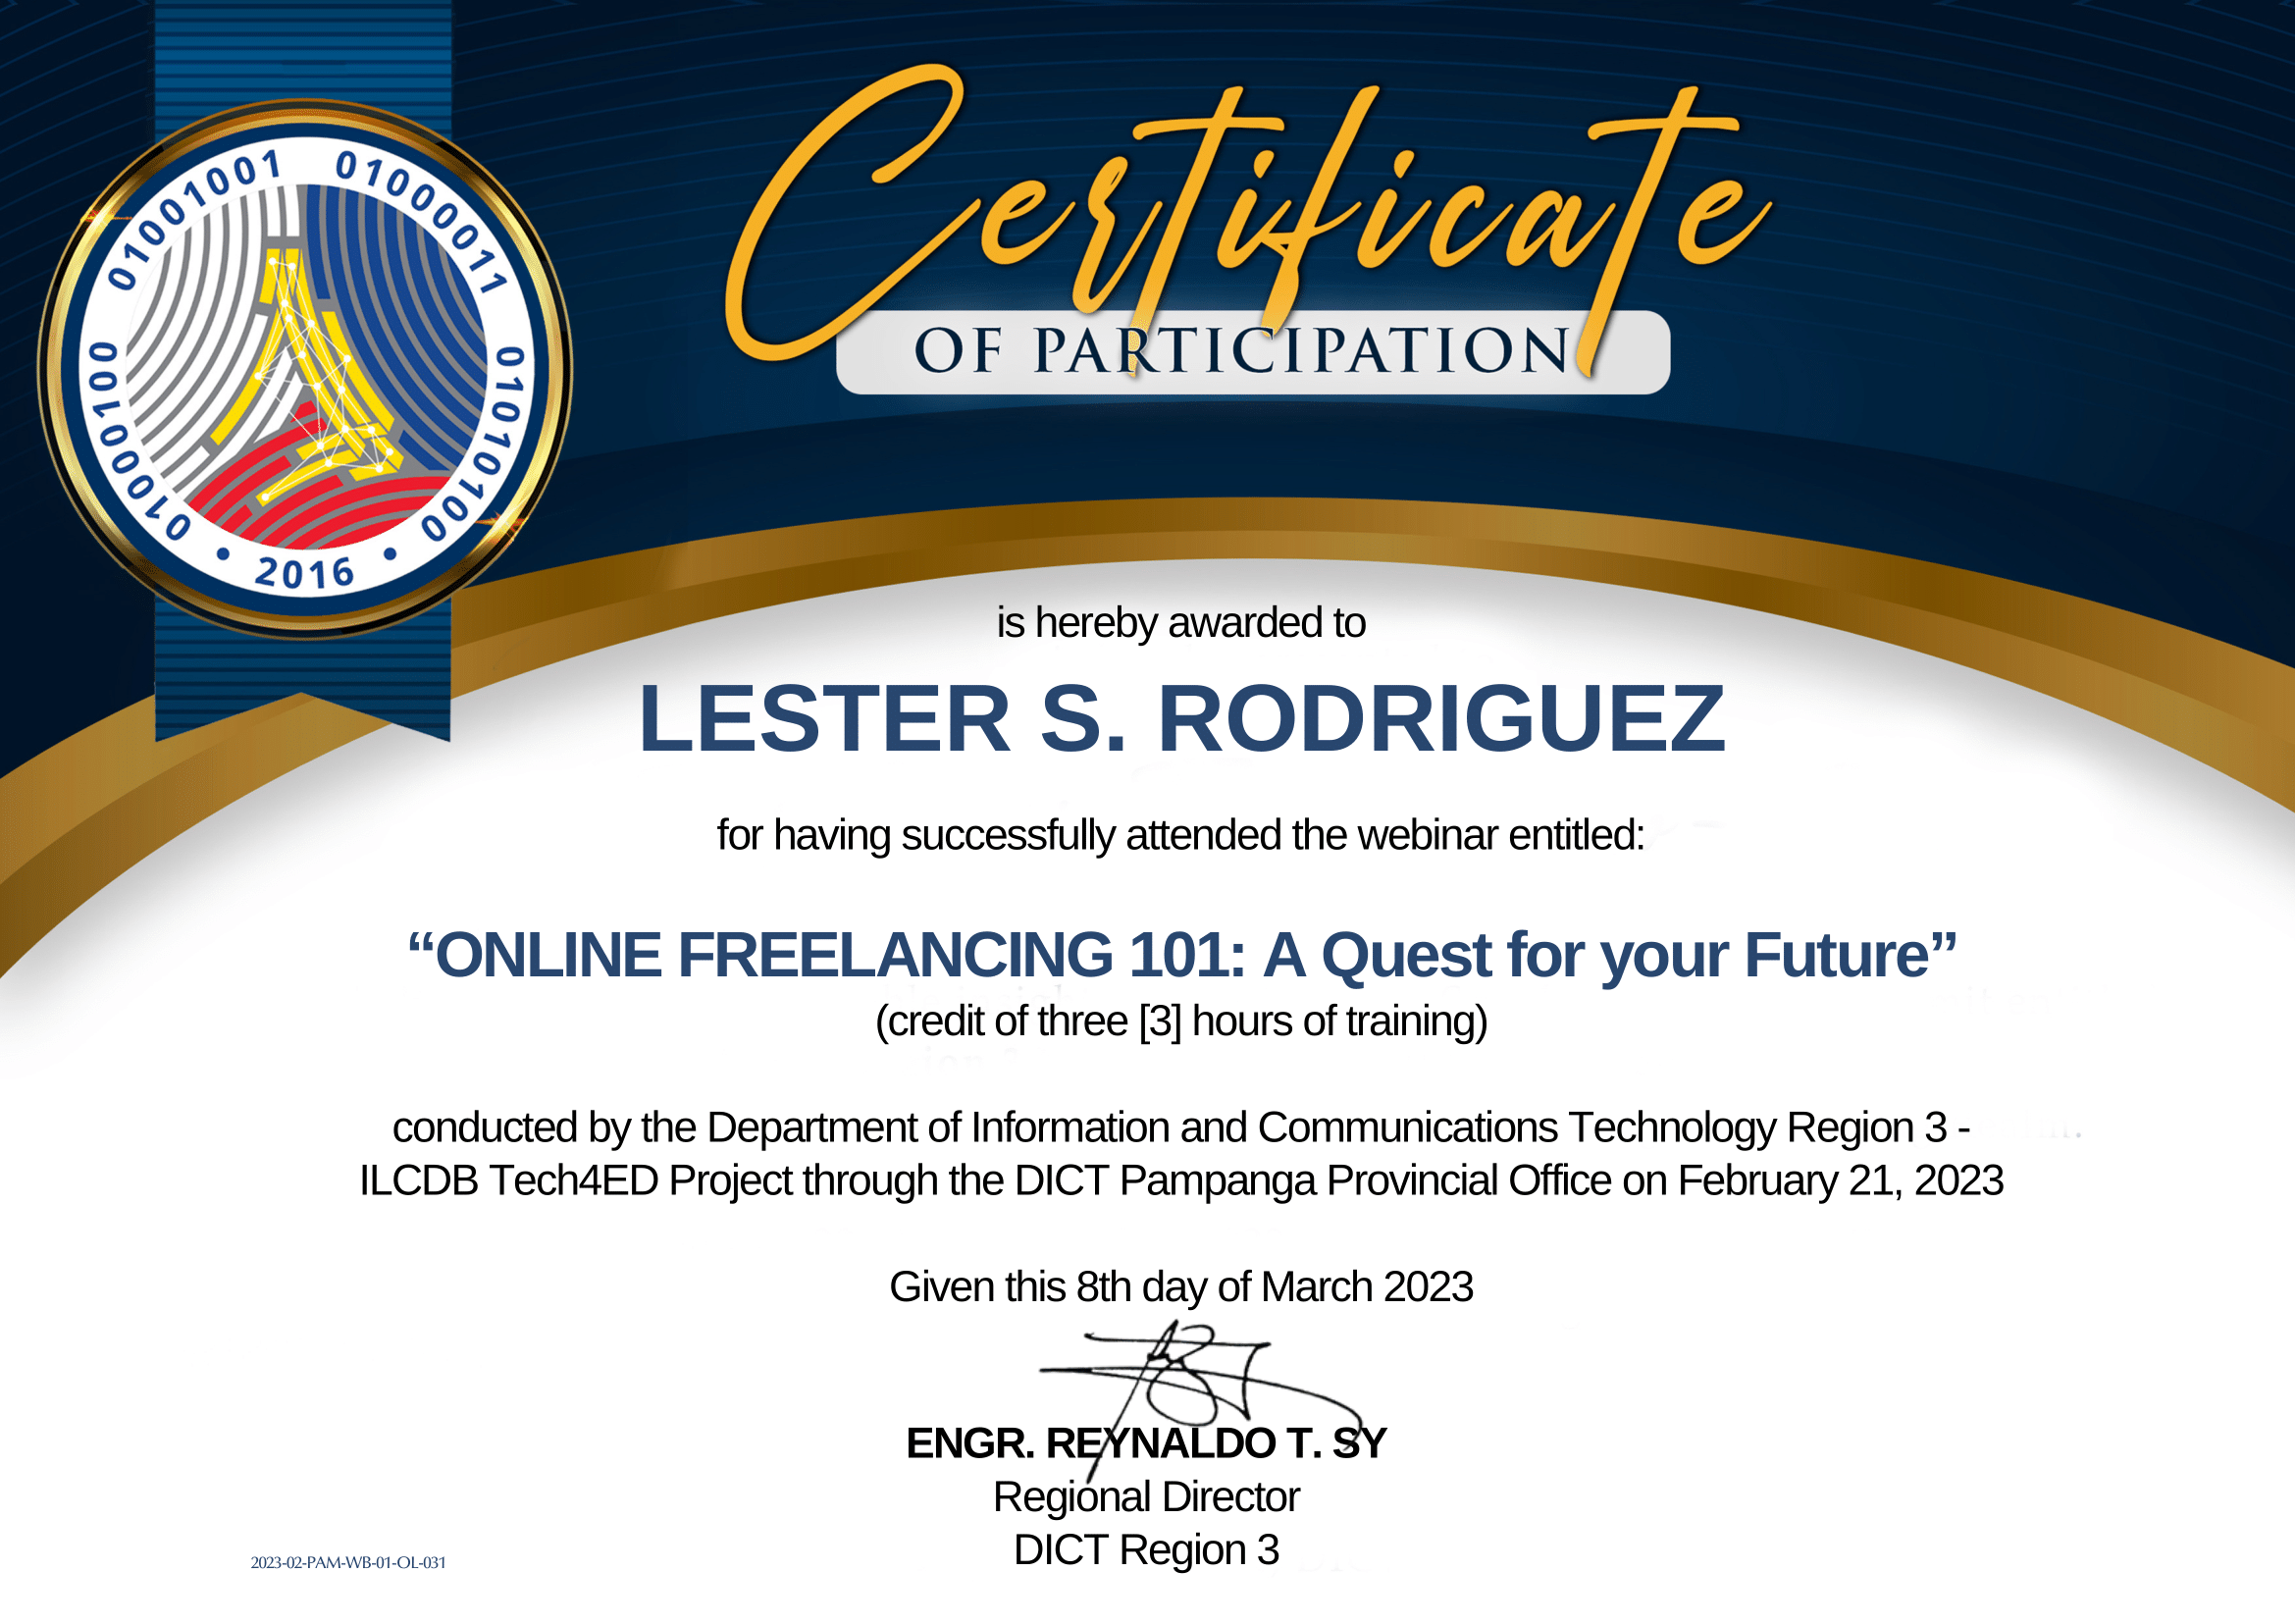 01001001 01000011
01000100 01010100
• 2016 •
Certificate
OF PARTICIPATION
is hereby awarded to
LESTER S. RODRIGUEZ
for having successfully attended the webinar entitled:
“ONLINE FREELANCING 101: A Quest for your Future”
(credit of three [3] hours of training)
conducted by the Department of Information and Communications Technology Region 3 -
ILCDB Tech4ED Project through the DICT Pampanga Provincial Office on February 21, 2023
Given this 8th day of March 2023
ENGR. REYNALDO T. SY
Regional Director
DICT Region 3
2023-02-PAM-WB-01-OL-031